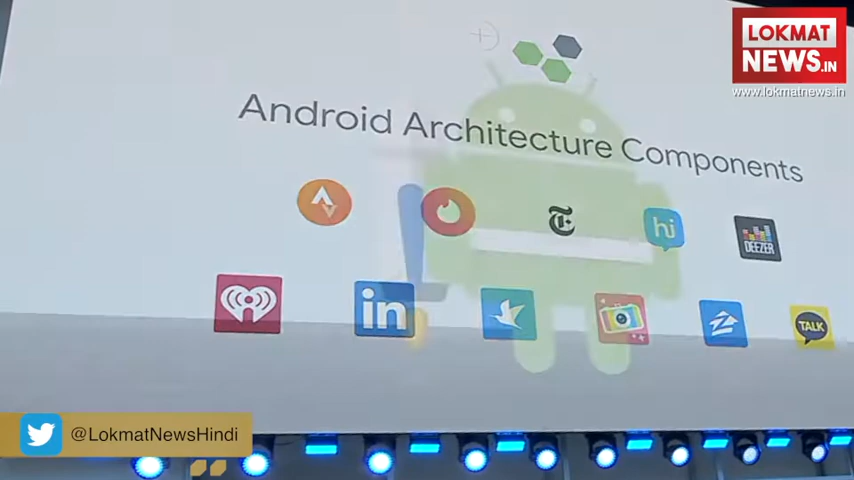 LOKMAT
NEWS.IN
www.lokmatnews.in
Android Architecture Components
hi
DEEZER
in
TALK
@LokmatNewsHindi